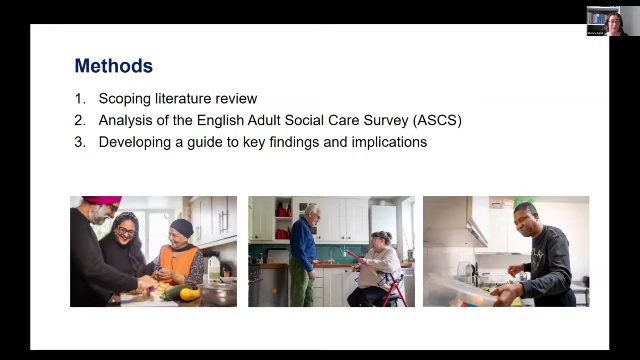 Methods
1. Scoping literature review
2. Analysis of the English Adult Social Care Survey (ASCS)
3. Developing a guide to key findings and implications